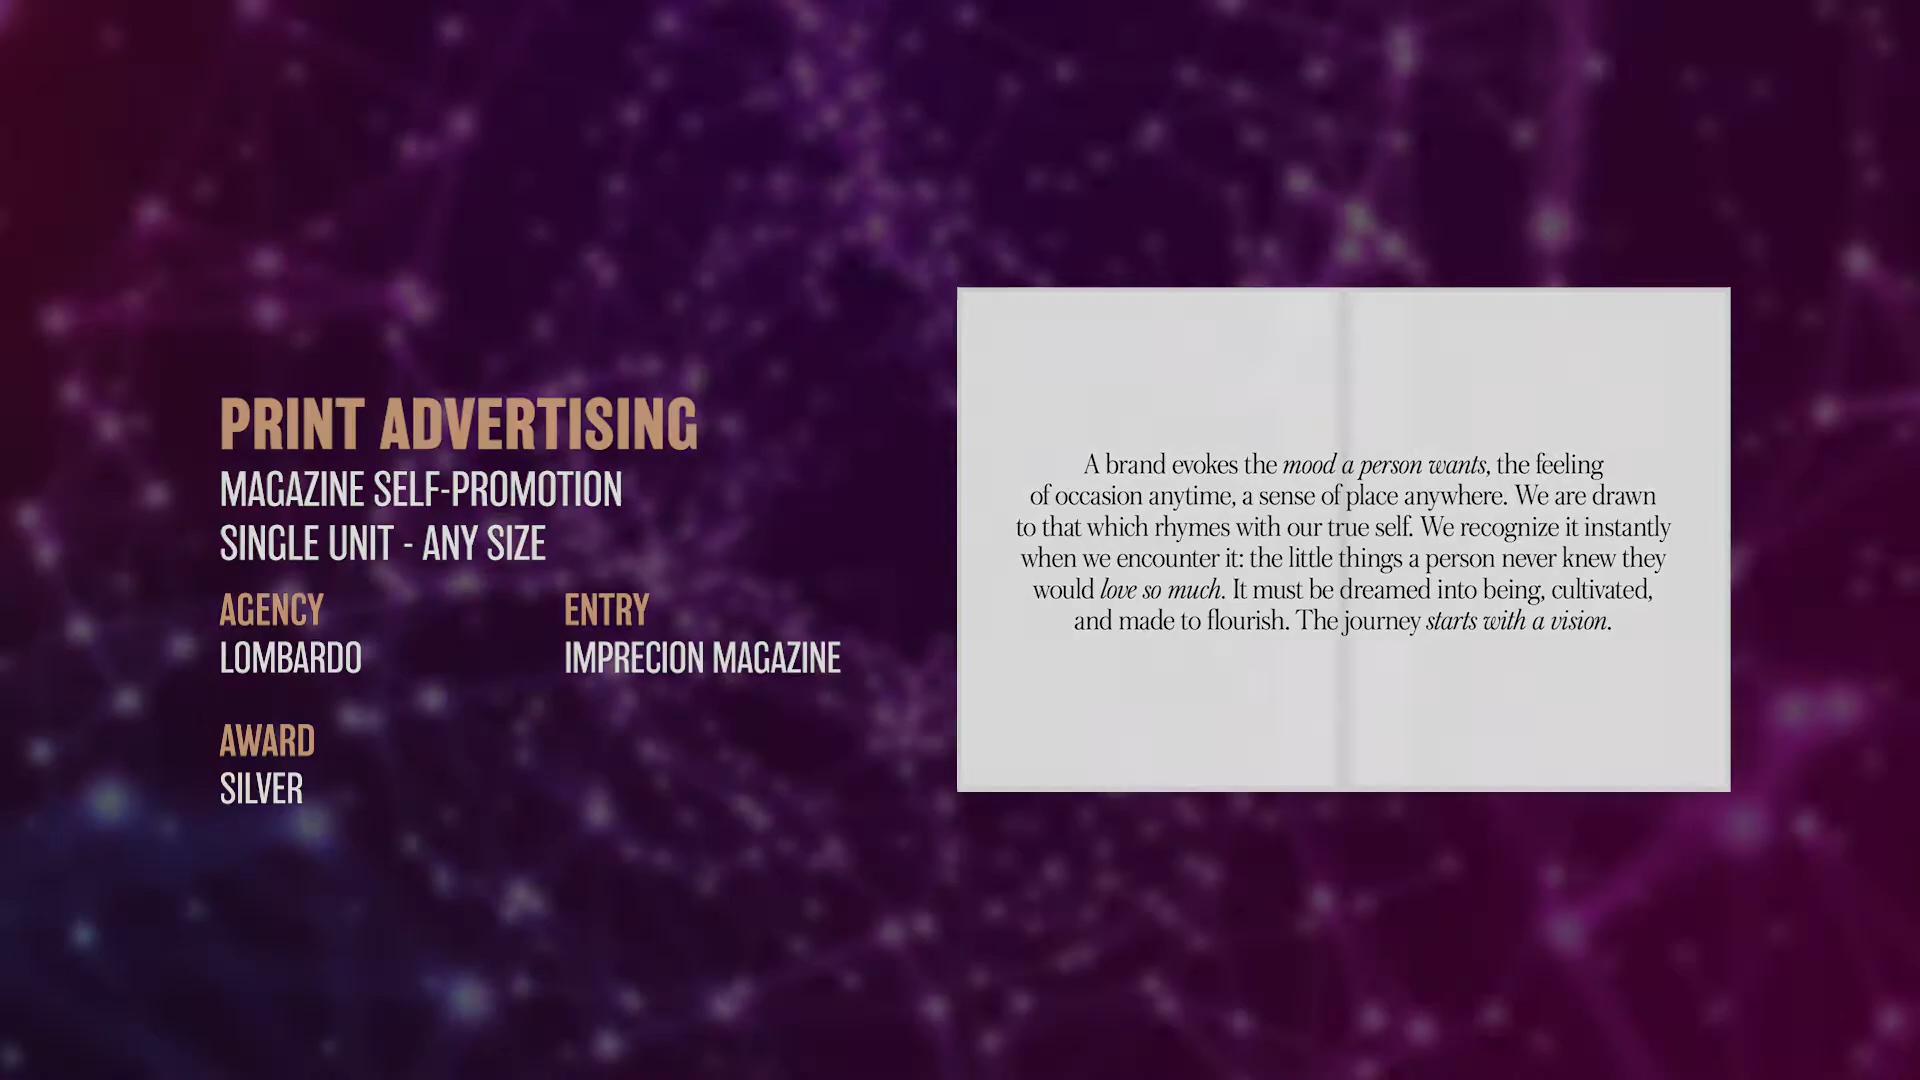 PRINT ADVERTISING
MAGAZINE SELF-PROMOTION
SINGLE UNIT - ANY SIZE
AGENCY
LOMBARDO
ENTRY
IMPRECION MAGAZINE
AWARD
SILVER
A brand evokes the mood a person wants, the feeling
of occasion anytime, a sense of place anywhere. We are drawn
to that which rhymes with our true self. We recognize it instantly
when we encounter it: the little things a person never knew they
would love so much. It must be dreamed into being, cultivated,
and made to flourish. The journey starts with a vision.